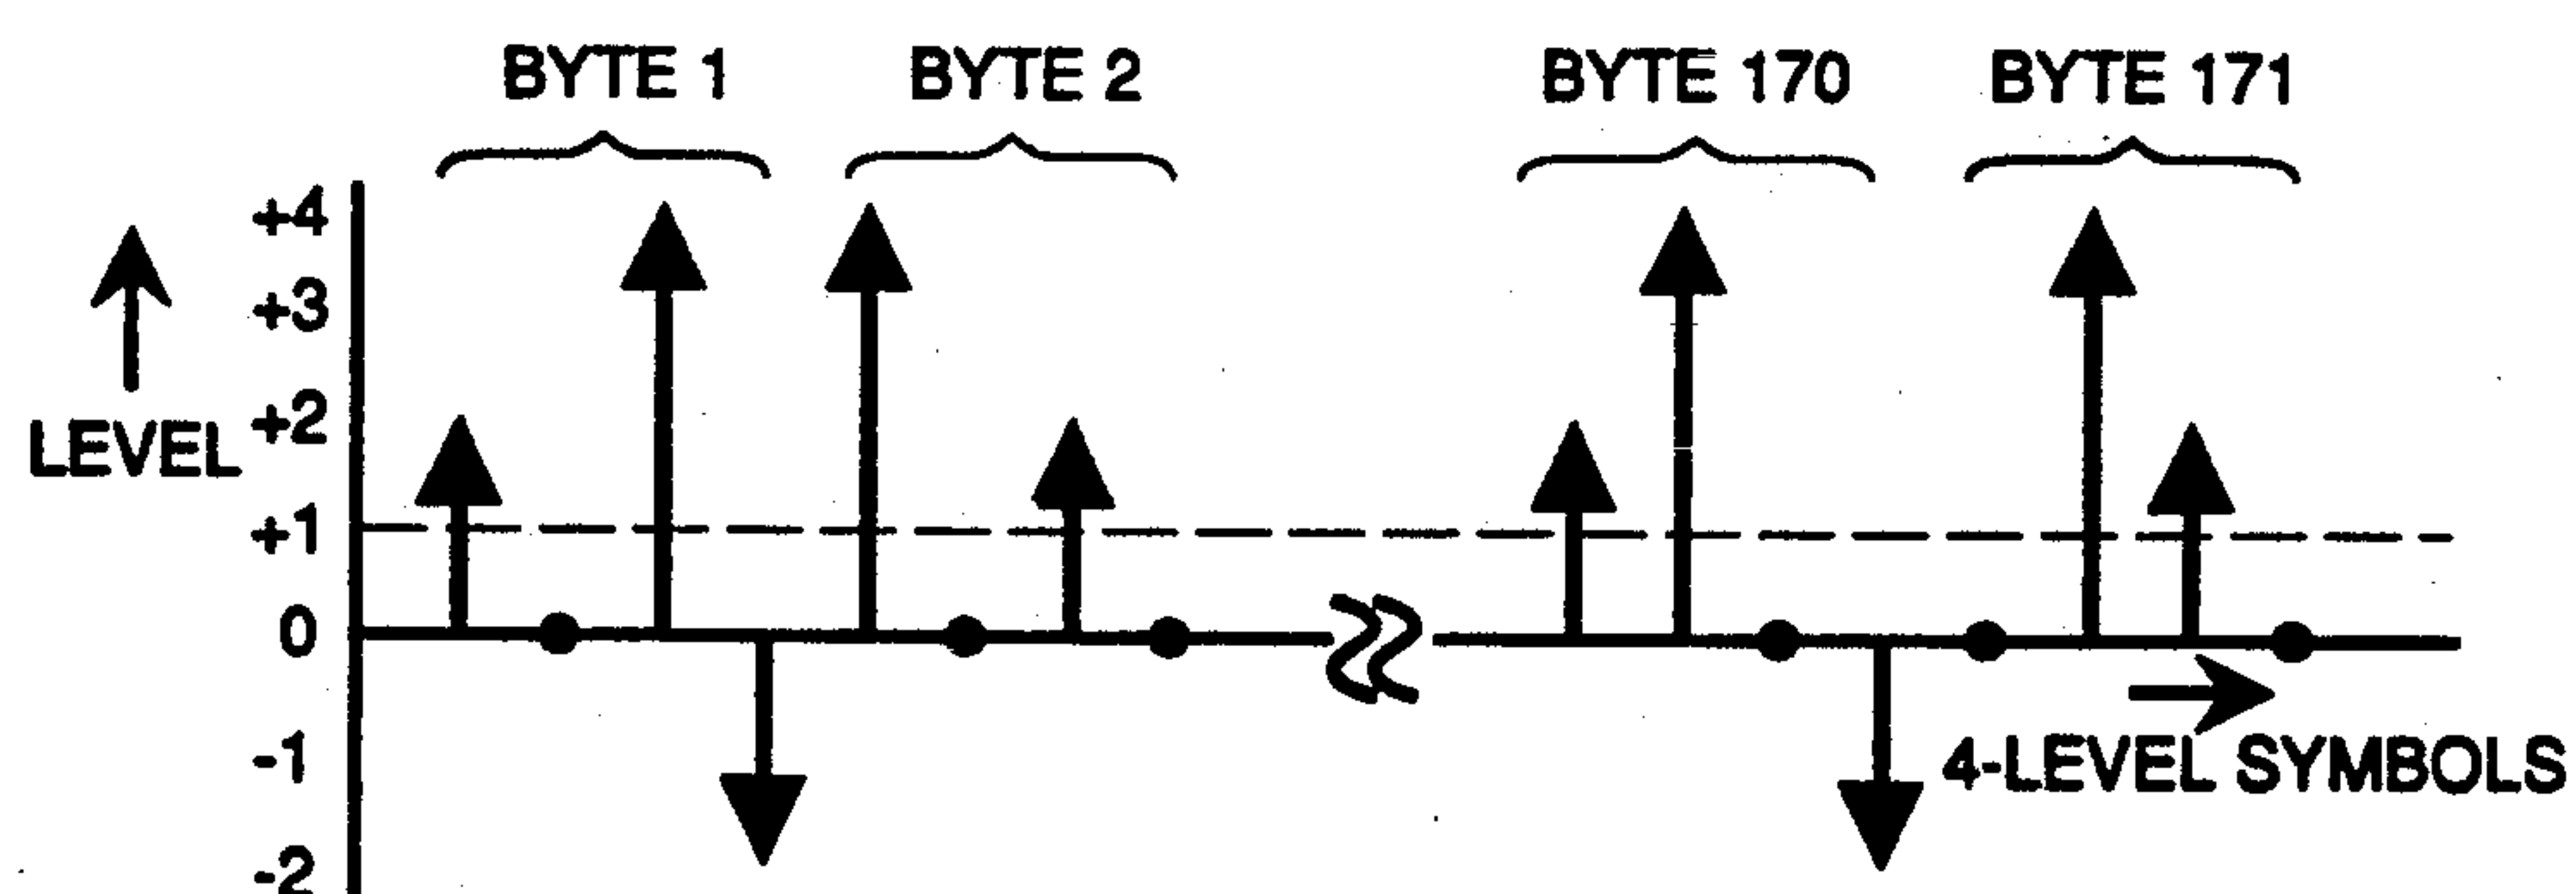 BYTE 1 BYTE 2 BYTE 170 BYTE 171
+4
+3
+2
LEVEL
+1
0
-1
4-LEVEL SYMBOLS
-2